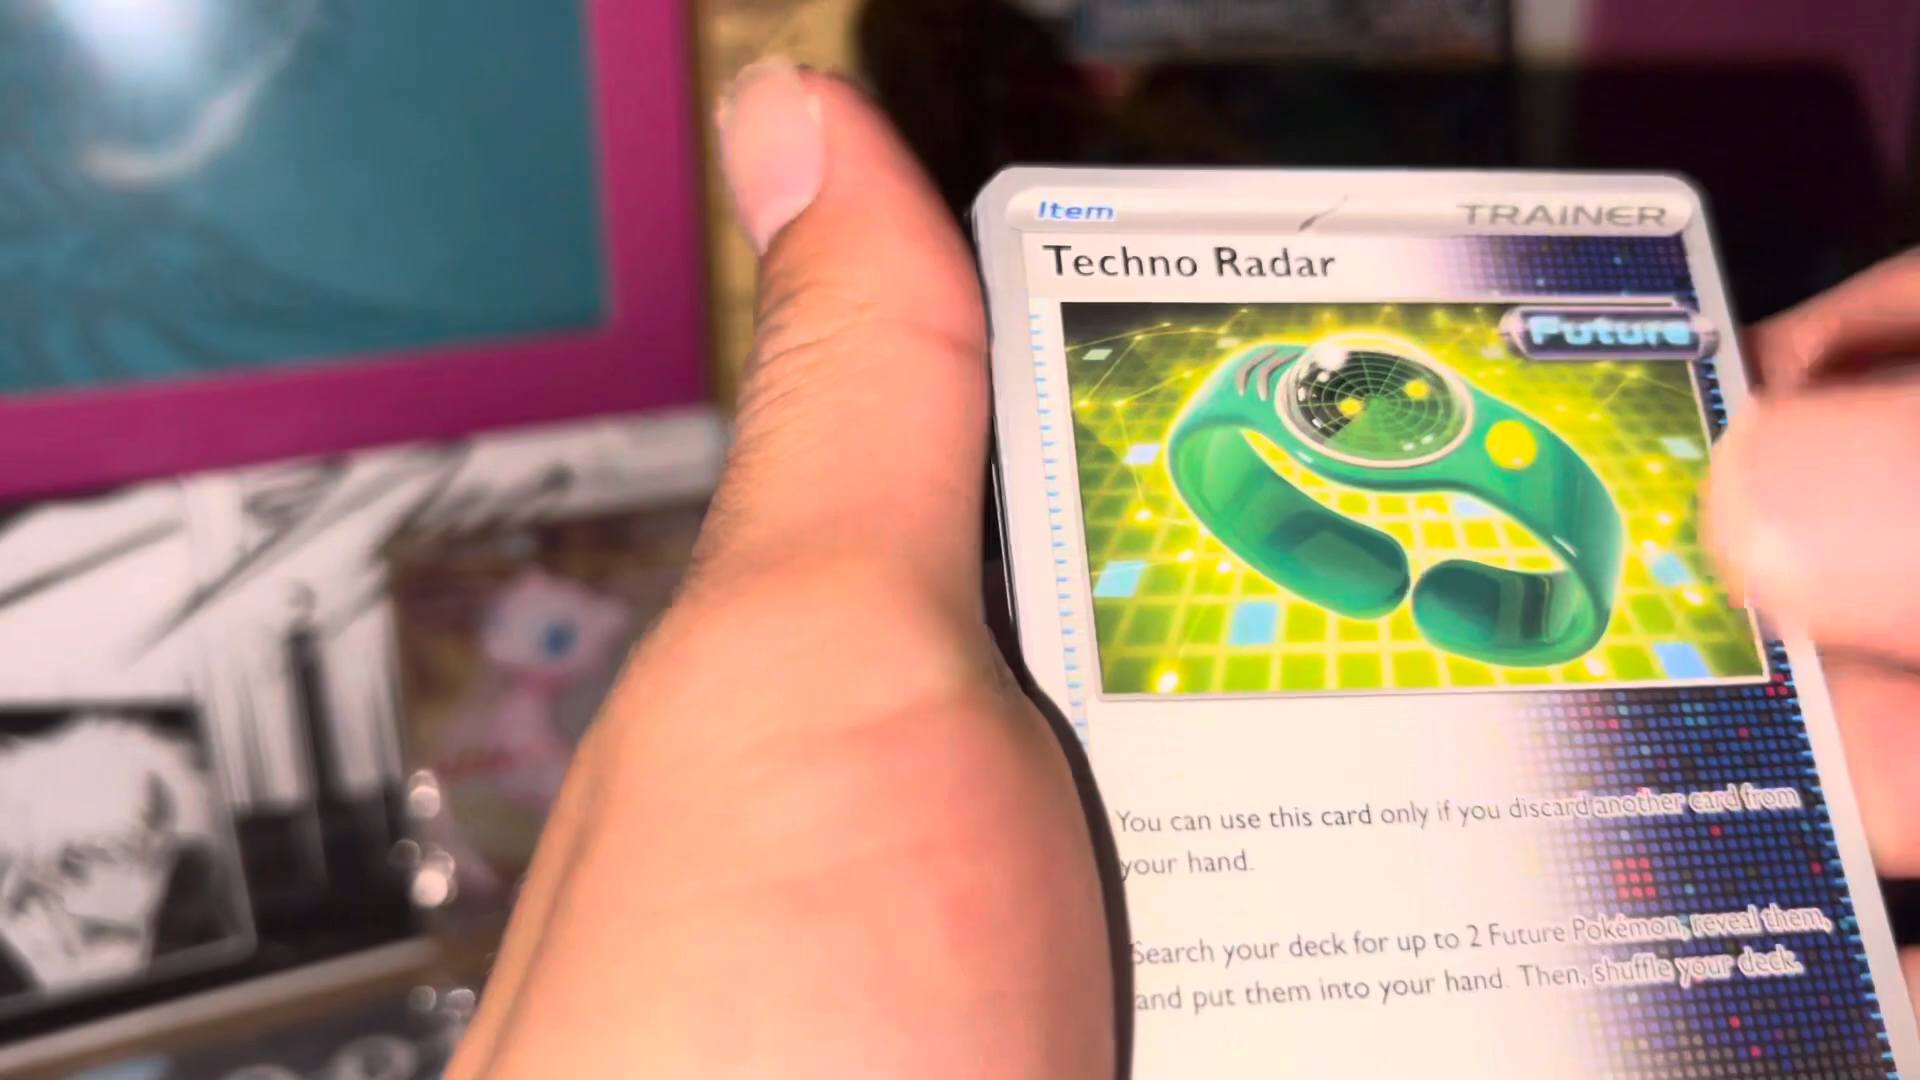 Item
TRAINER
Techno Radar
Future
You can use this card only if you discard another card from
your hand.
Search your deck for up to 2 Future Pokémon, reveal them,
and put them into your hand. Then, shuffle your deck.